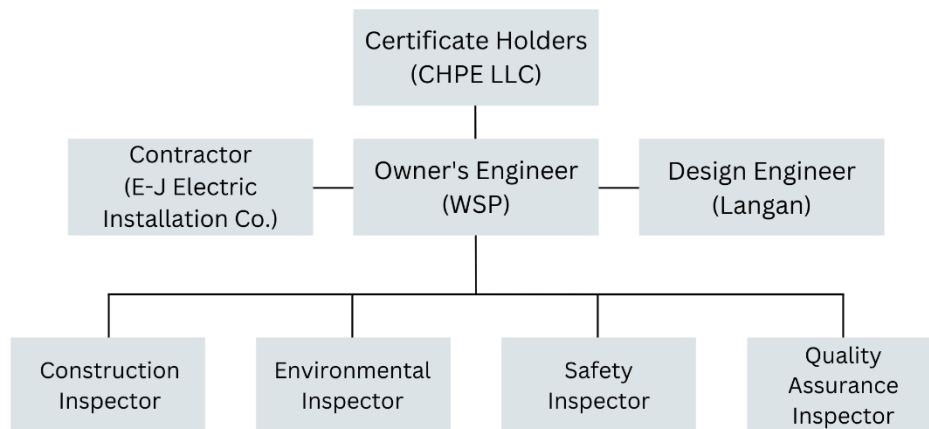 Certificate Holders
(CHPE LLC)
Contractor
(E-J Electric
Installation Co.)
Owner's Engineer
(WSP)
Design Engineer
(Langan)
Construction
Inspector
Environmental
Inspector
Safety
Inspector
Quality
Assurance
Inspector